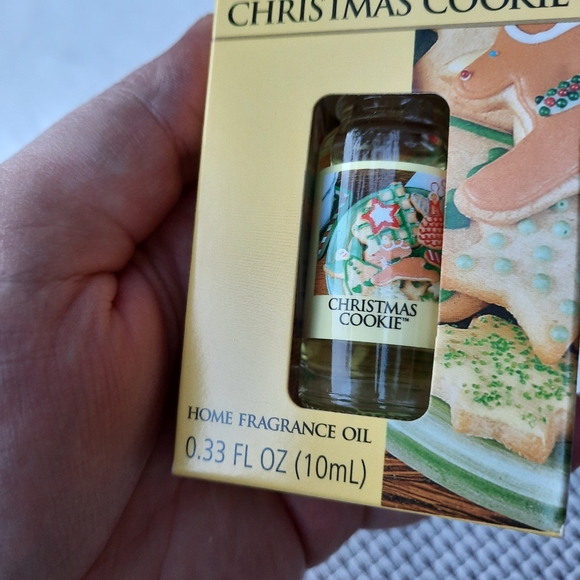 CHRISTMAS COOKIE
CHRISTMAS
COOKIE™
HOME FRAGRANCE OIL
0.33 FL OZ (10mL)